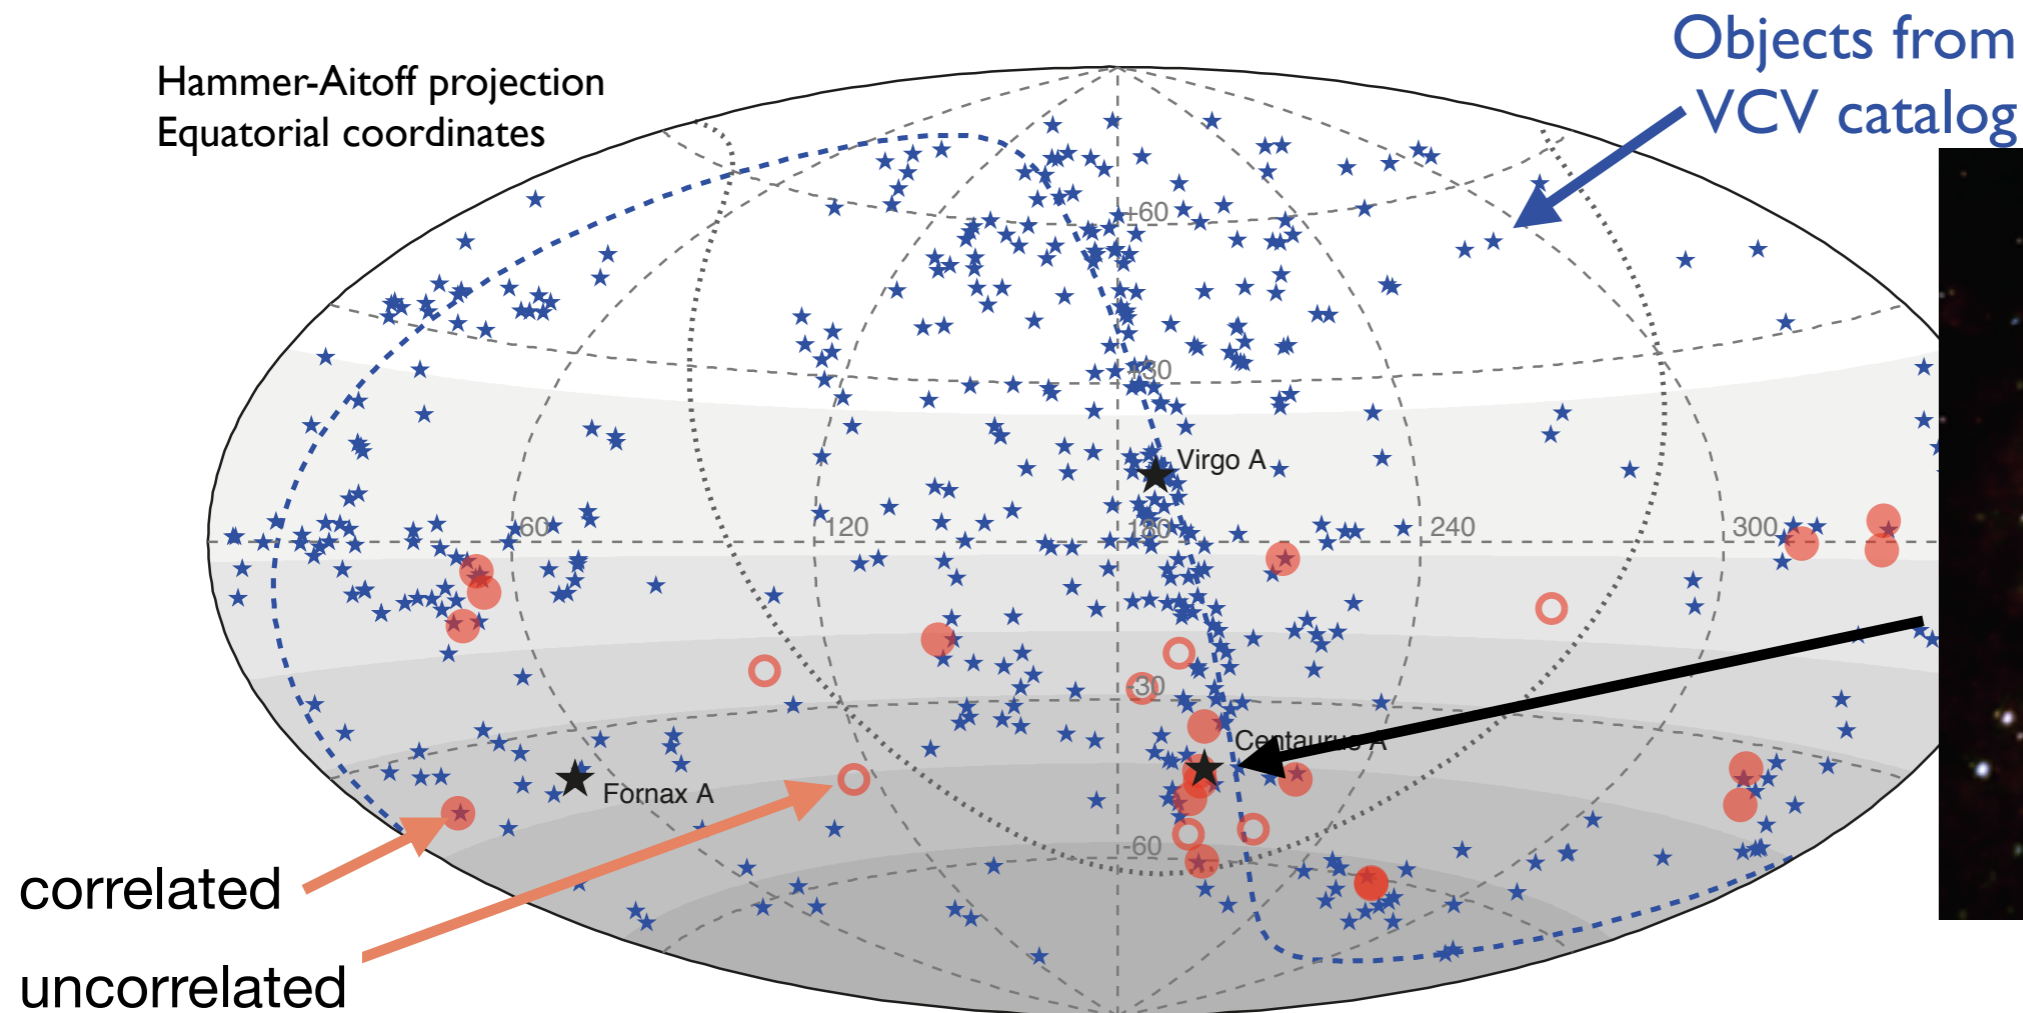 Objects from
VCV catalog
Hammer-Aitoff projection
Equatorial coordinates
+60
+30
Virgo A
60
120
180
240
300
-30
Centaurus A
Fornax A
-60
correlated
uncorrelated